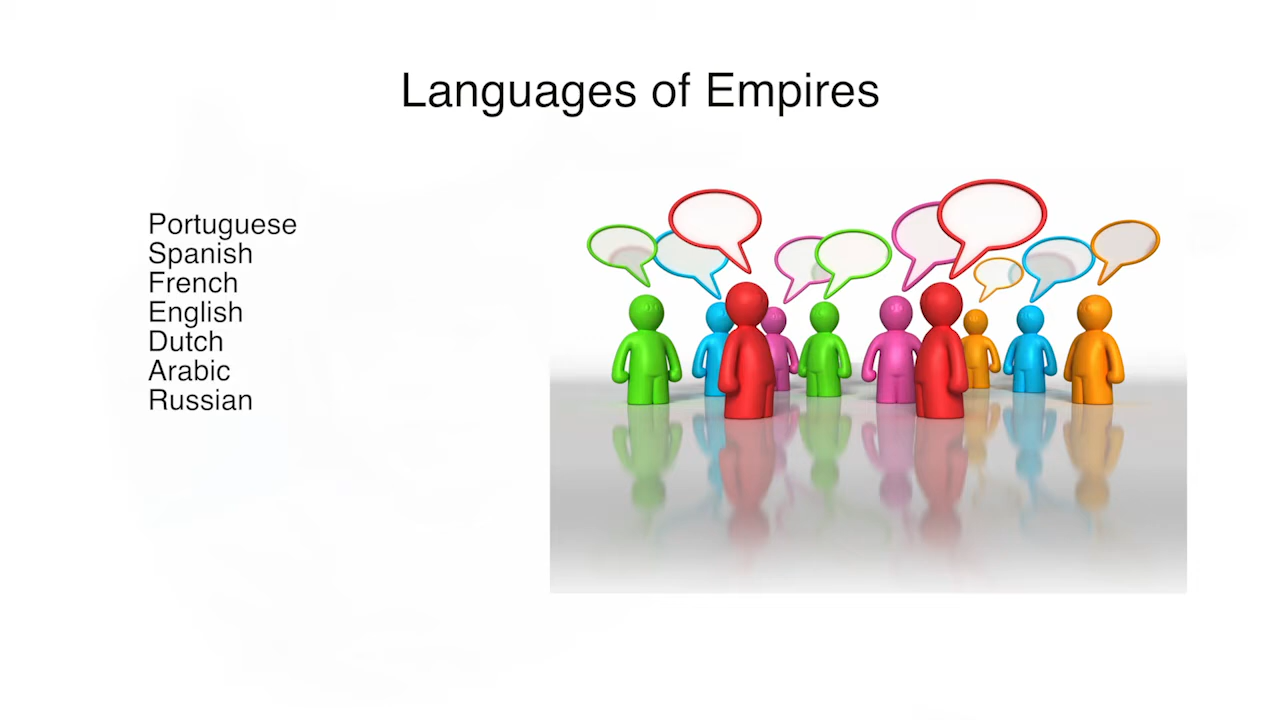 Languages of Empires
Portuguese
Spanish
French
English
Dutch
Arabic
Russian